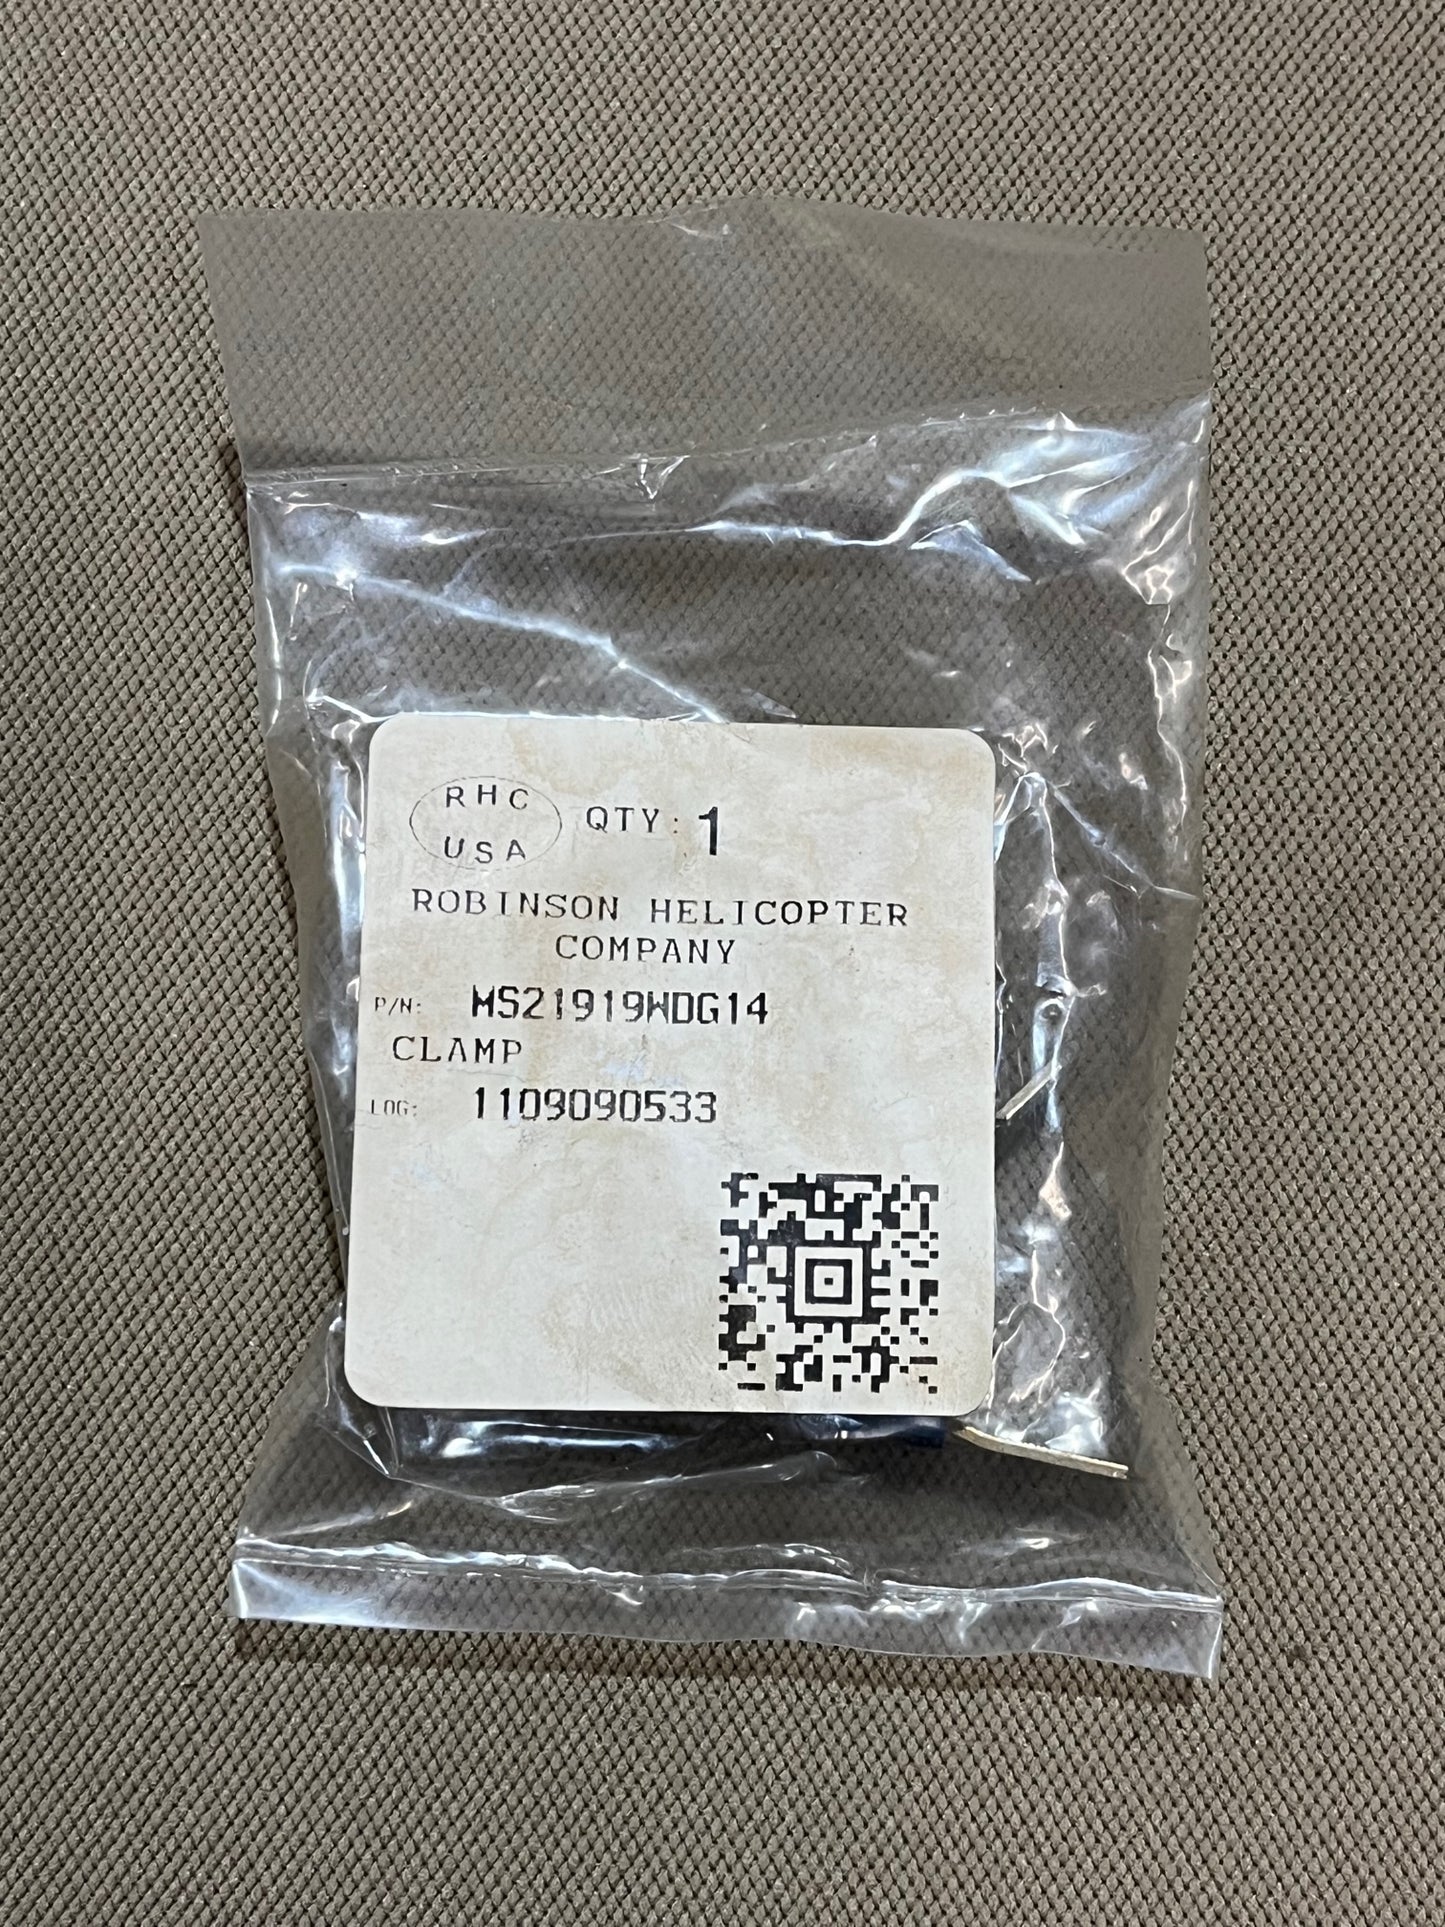 RHC
USA
QTY: 1
ROBINSON HELICOPTER
COMPANY
P/N: MS21919WDG14
CLAMP
LOG: 1109090533